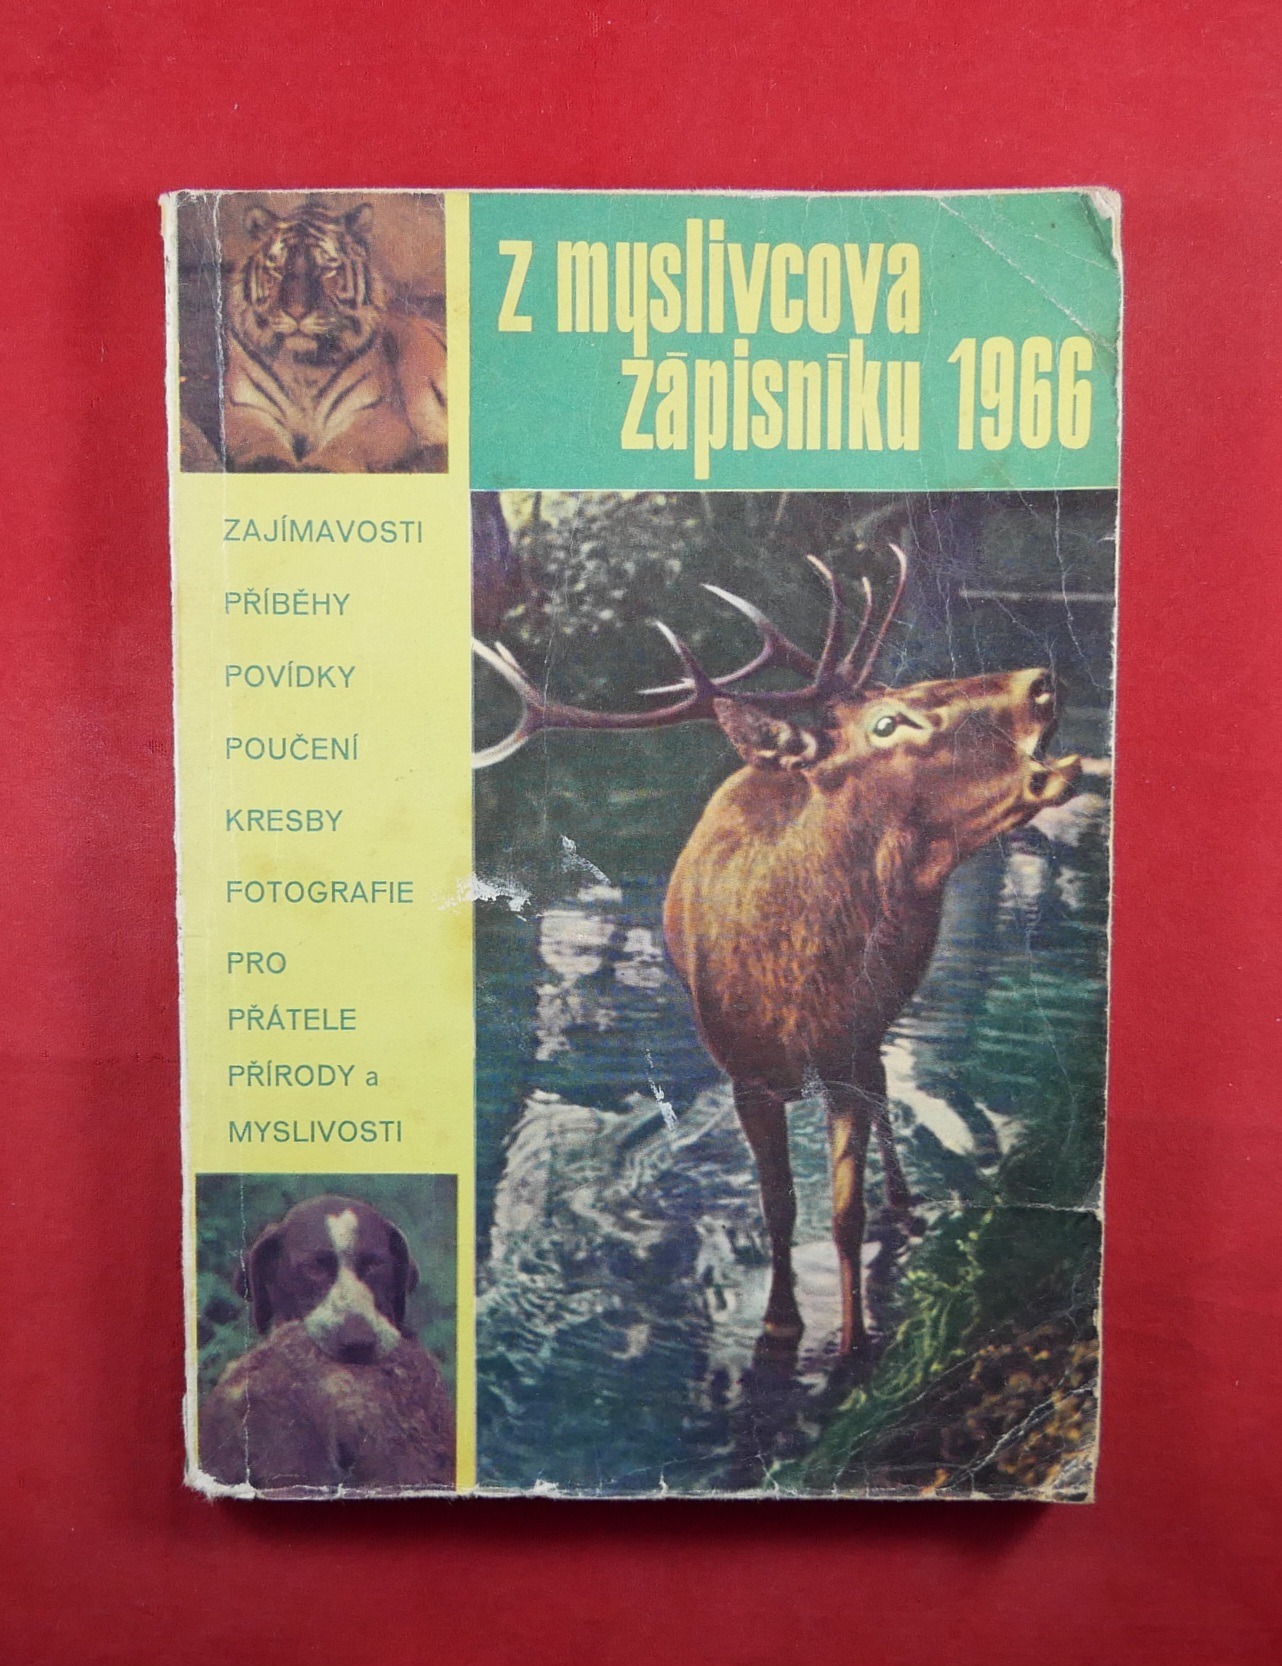 z myslivcova
zápisníku 1966
ZAJÍMAVOSTI
PŘÍBĚHY
POVÍDKY
POUČENÍ
KRESBY
FOTOGRAFIE
PRO
PŘÁTELE
PŘÍRODY a
MYSLIVOSTI